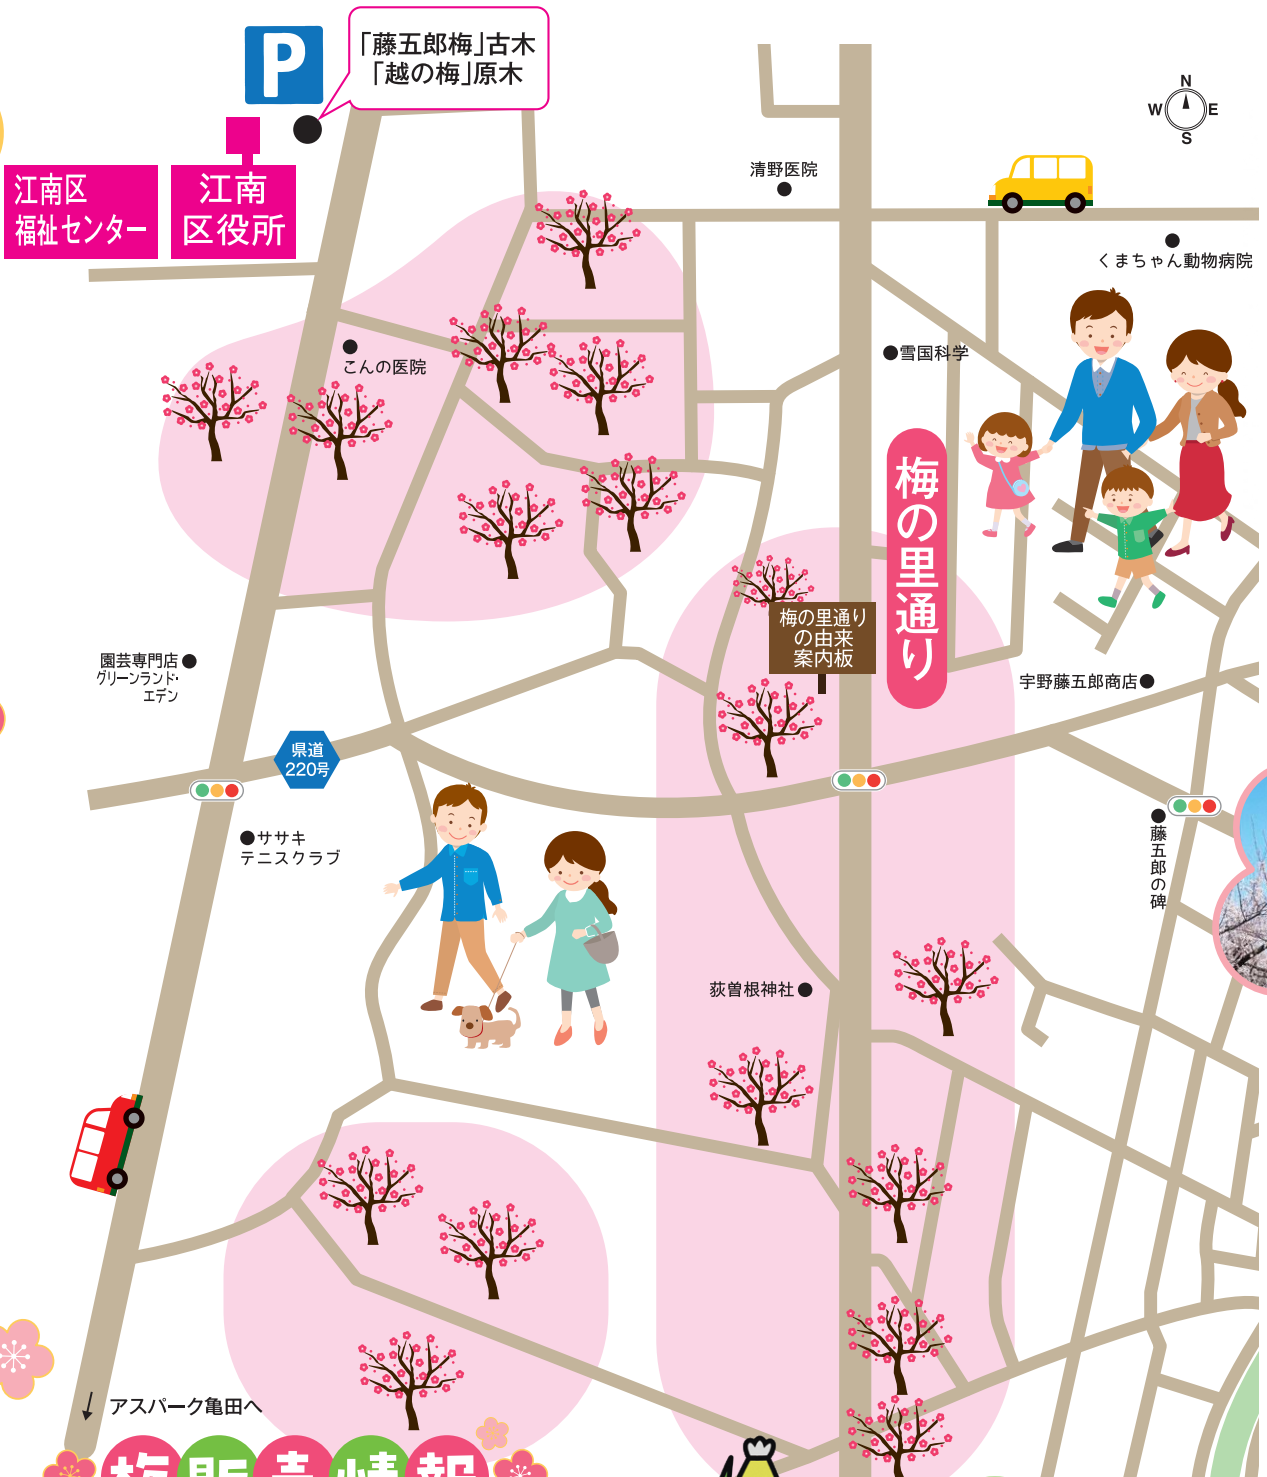 P
「藤五郎梅」古木
「越の梅」原木
N
W
E
S
江南区
福祉センター
江南
区役所
清野医院
くまちゃん動物病院
こんの医院
雪国科学
梅の里通り
梅の里通り
の由来
案内板
園芸専門店
グリーンランド・
エデン
宇野藤五郎商店
県道
220号
ササキ
テニスクラブ
藤五郎の碑
荻曽根神社
アスパーク亀田へ
梅販売情報